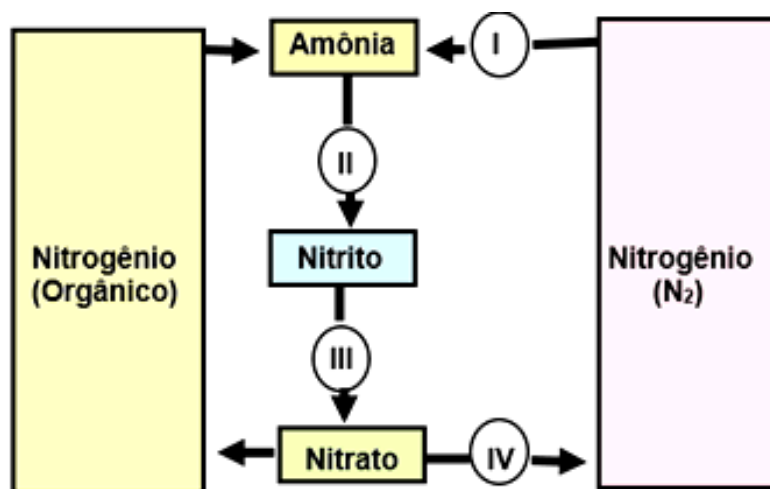 Amônia
I
II
Nitrogênio
(Orgânico)
Nitrito
Nitrogênio
(N₂)
III
Nitrato
IV